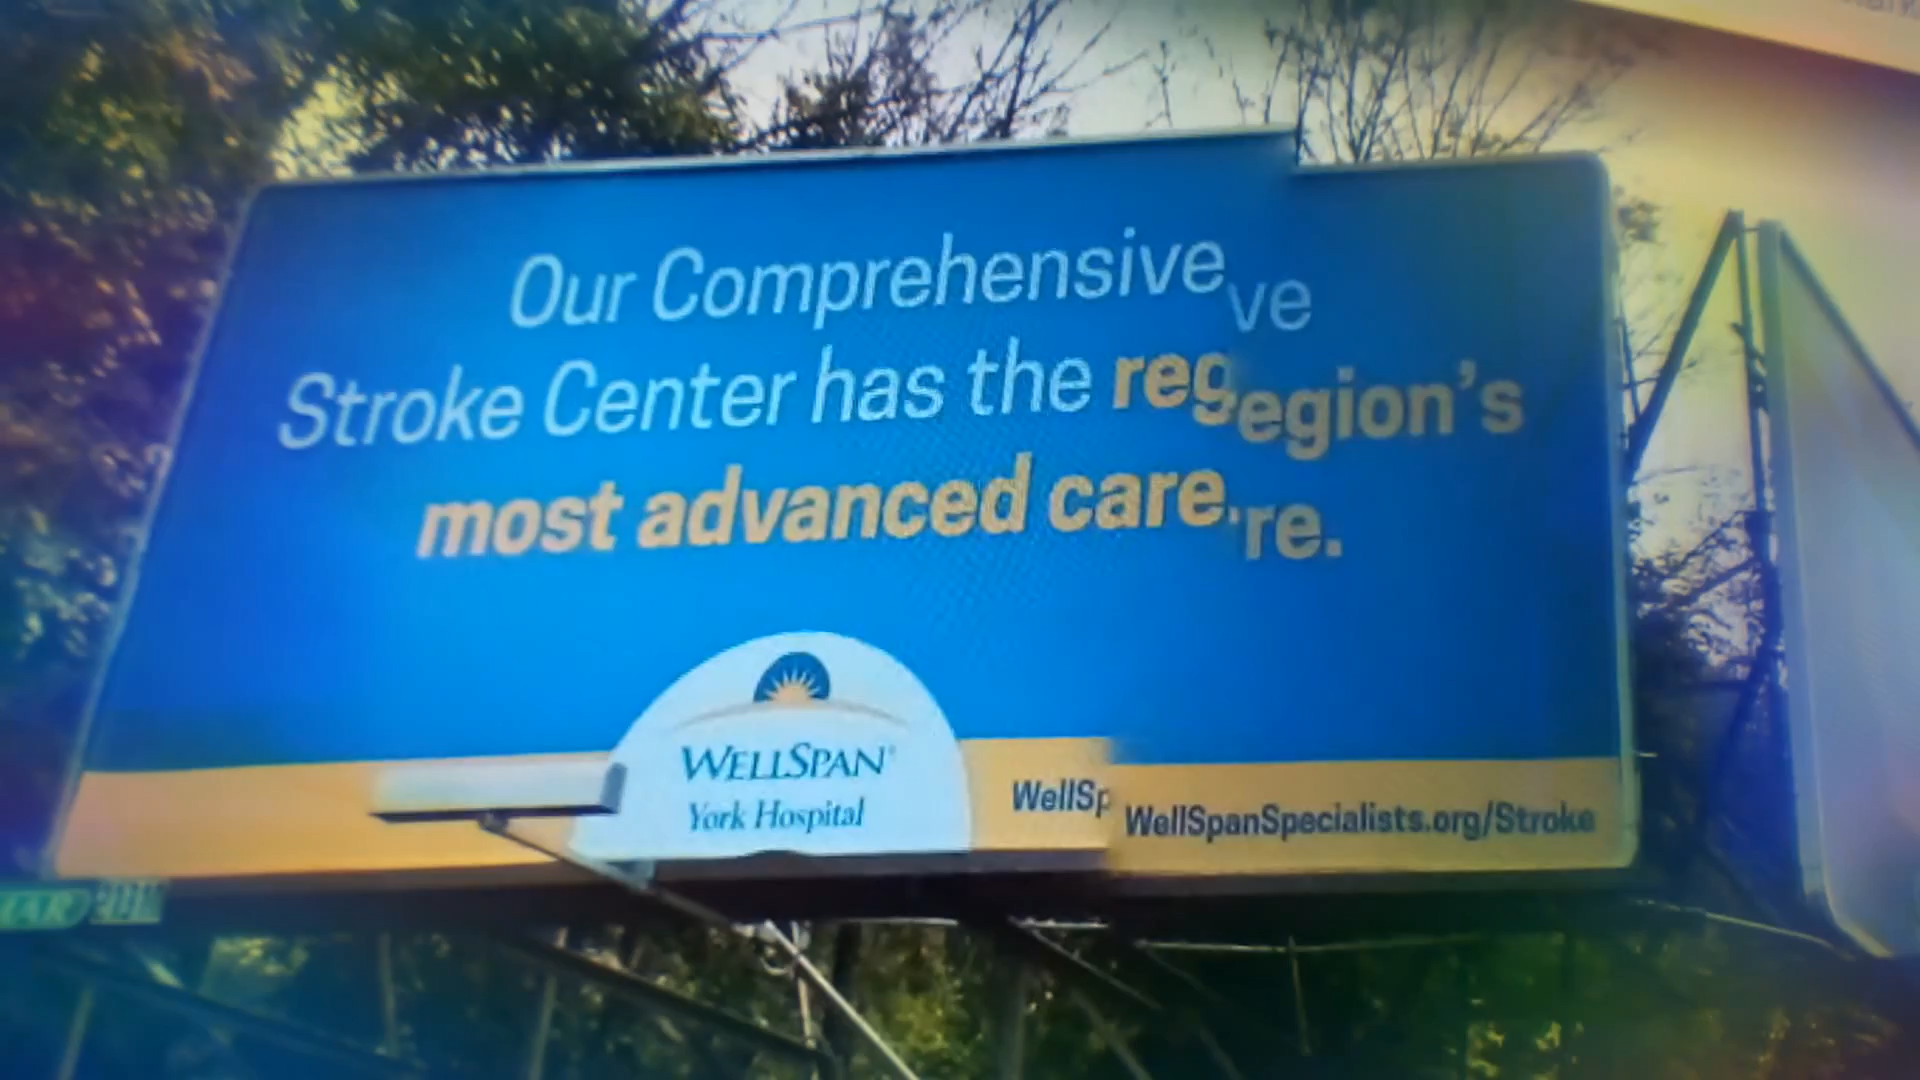 Our Comprehensiveve
Stroke Center has the regegion's
most advanced care.re.
WELLSPAN®
York Hospital
WellSp
WellSpanSpecialists.org/Stroke